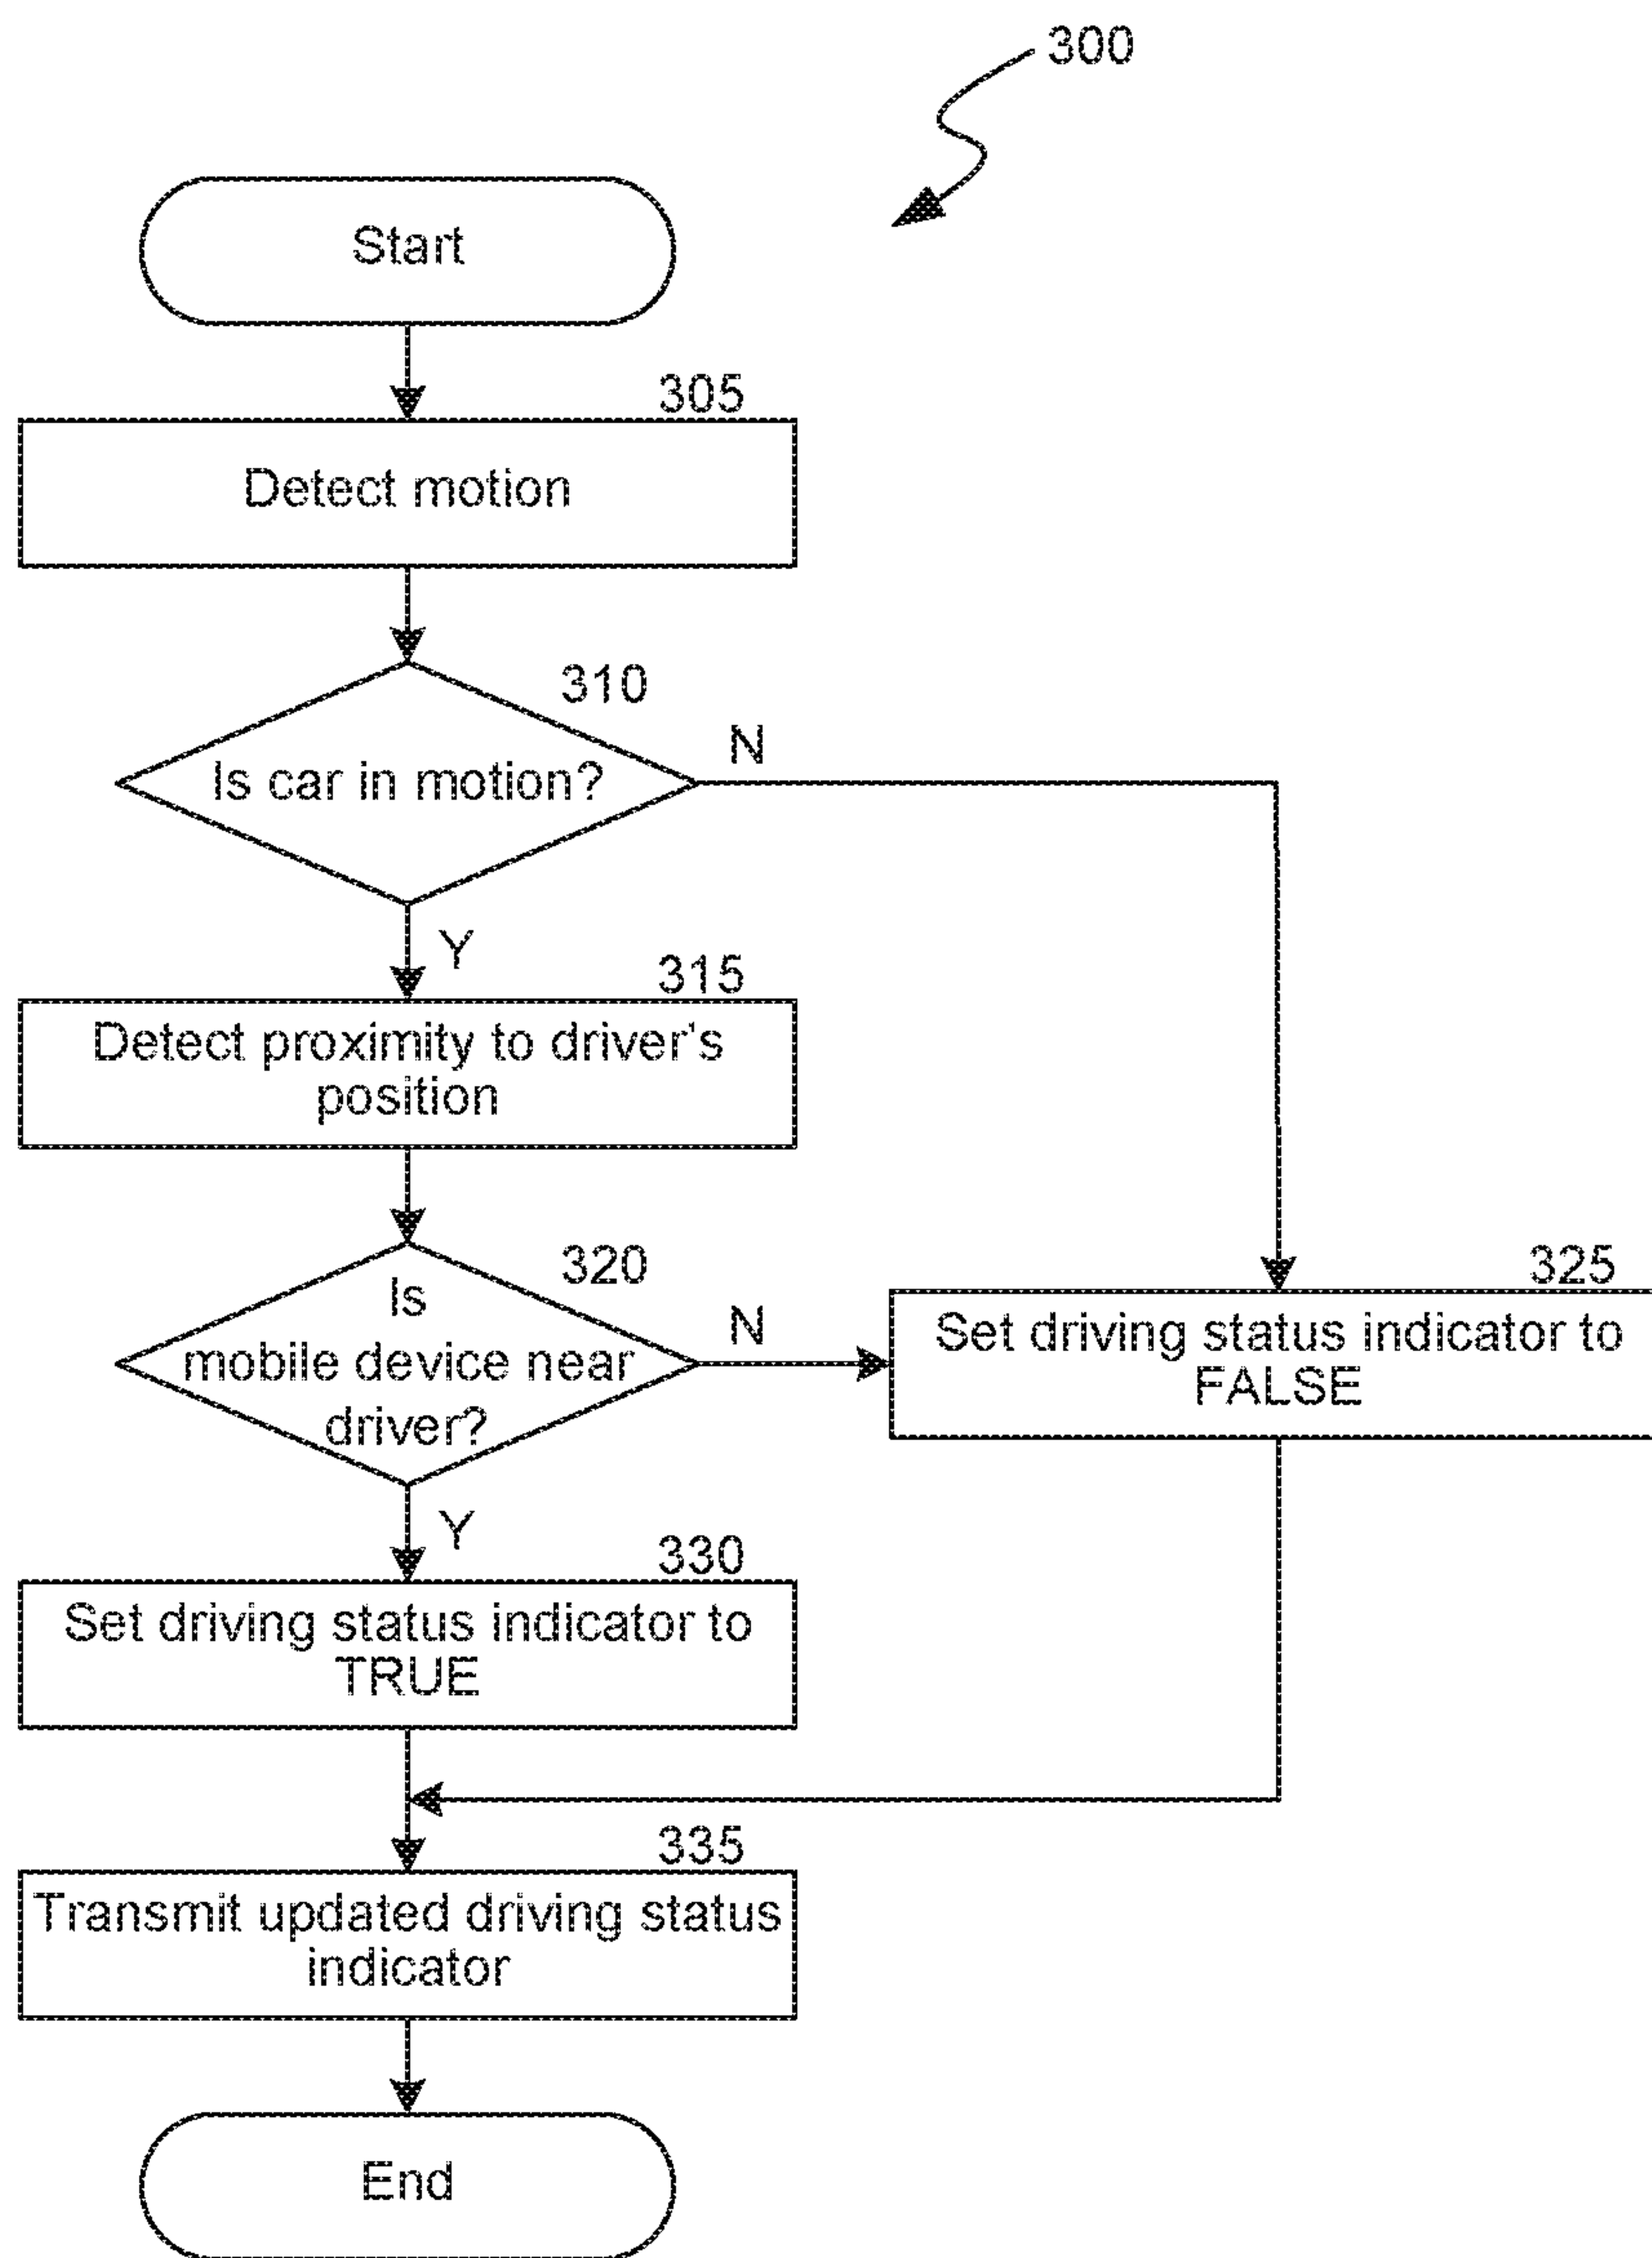 300
Start
305
Detect motion
310
Is car in motion?
N
Y
315
Detect proximity to driver's
position
320
Is
mobile device near
driver?
N
325
Set driving status indicator to
FALSE
Y
330
Set driving status indicator to
TRUE
335
Transmit updated driving status
indicator
End